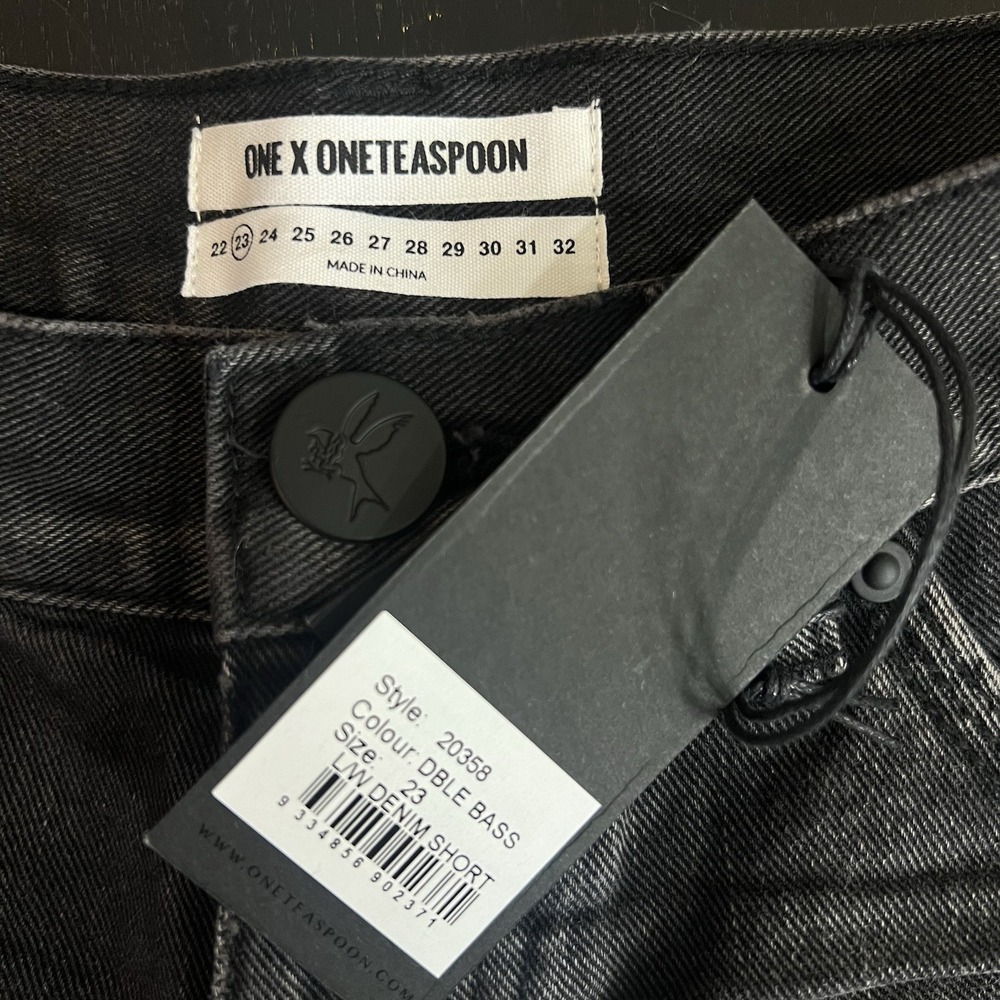 ONE X ONETEASPOON
22 23 24 25 26 27 28 29 30 31 32
MADE IN CHINA
Style: 20358
Colour: DBLE BASS
Size: 23
L/W DENIM SHORT
9 334856 902371
WWW.ONETEASPOON.COM